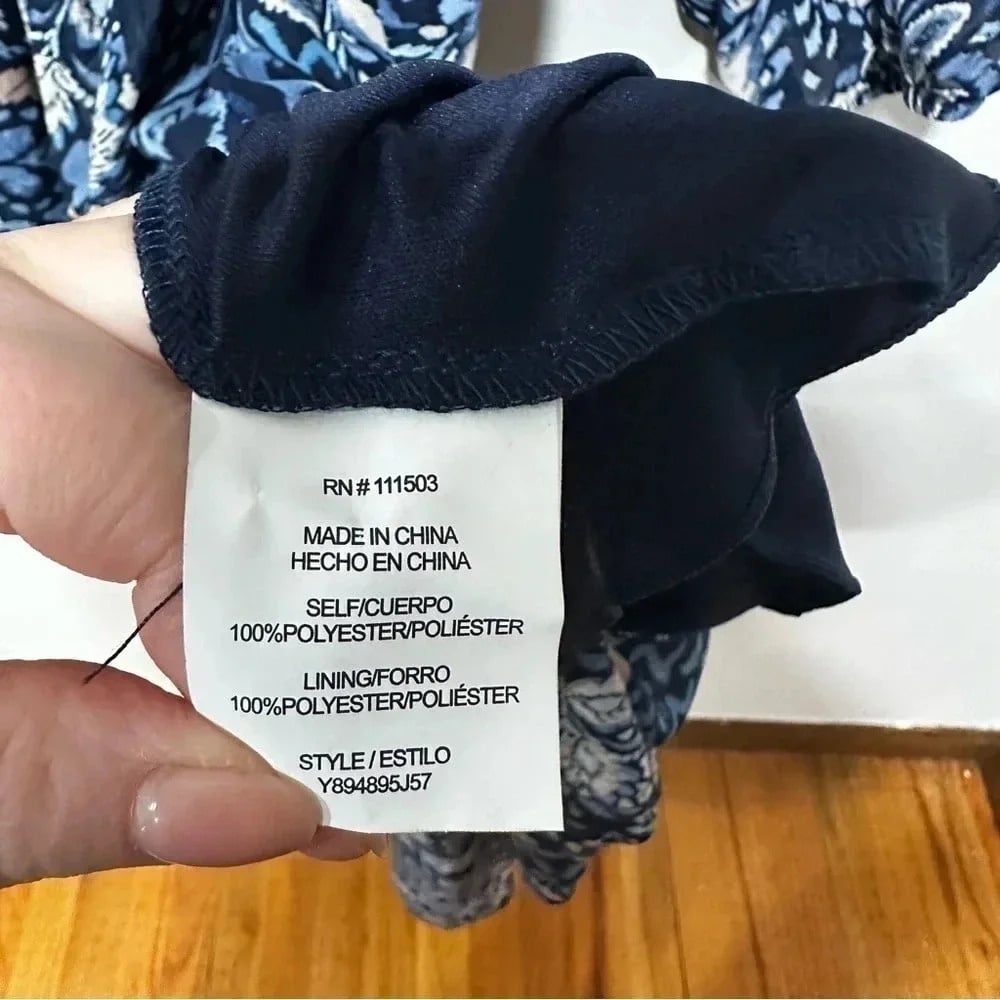 RN # 111503
MADE IN CHINA
HECHO EN CHINA
SELF/CUERPO
100%POLYESTER/POLIÉSTER
LINING/FORRO
100%POLYESTER/POLIÉSTER
STYLE / ESTILO
Y894895J57